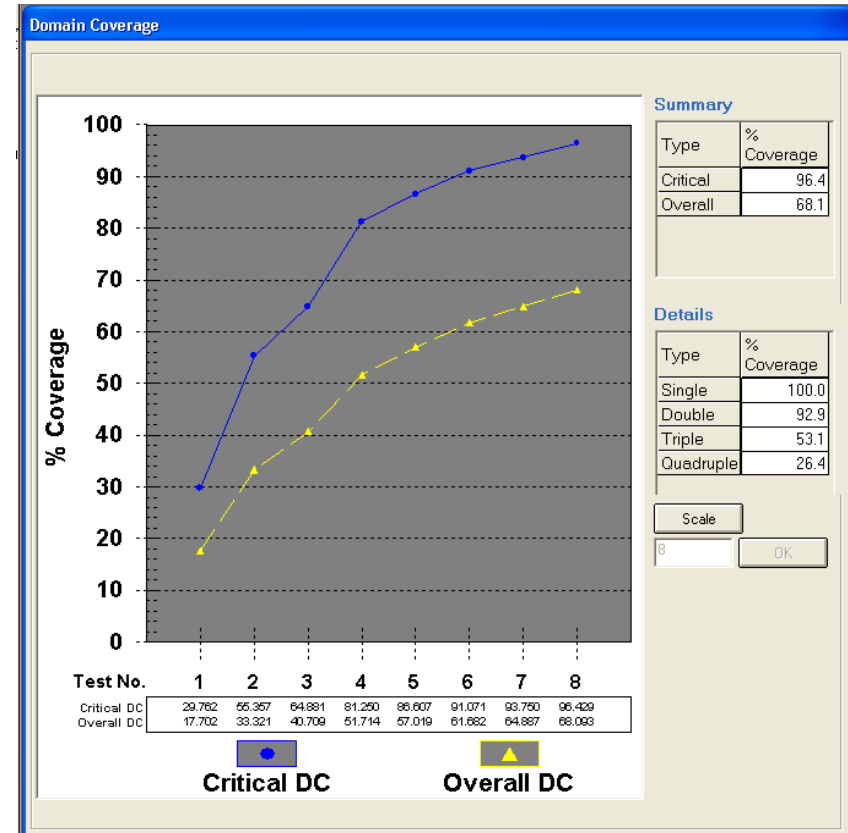 Domain Coverage
Summary
Type % Coverage
Critical 96.4
Overall 68.1
Details
Type % Coverage
Single 100.0
Double 92.9
Triple 53.1
Quadruple 26.4
Scale
8 OK
% Coverage
100
90
80
70
60
50
40
30
20
10
0
Test No. 1 2 3 4 5 6 7 8
Critical DC 29.762 55.357 64.881 81.250 86.607 91.071 93.750 96.429
Overall DC 17.702 33.321 40.709 51.714 57.019 61.682 64.887 68.093
Critical DC Overall DC